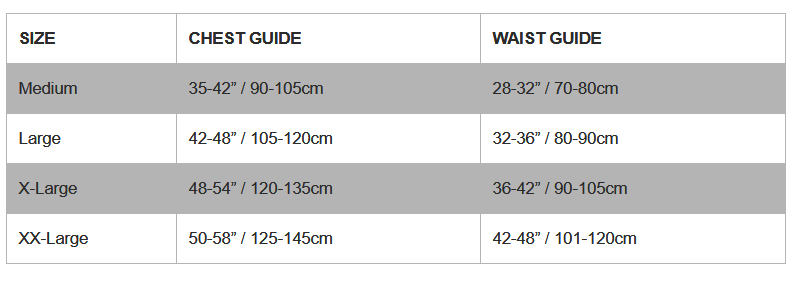 SIZE CHEST GUIDE WAIST GUIDE
Medium 35-42” / 90-105cm 28-32” / 70-80cm
Large 42-48” / 105-120cm 32-36” / 80-90cm
X-Large 48-54” / 120-135cm 36-42” / 90-105cm
XX-Large 50-58” / 125-145cm 42-48” / 101-120cm